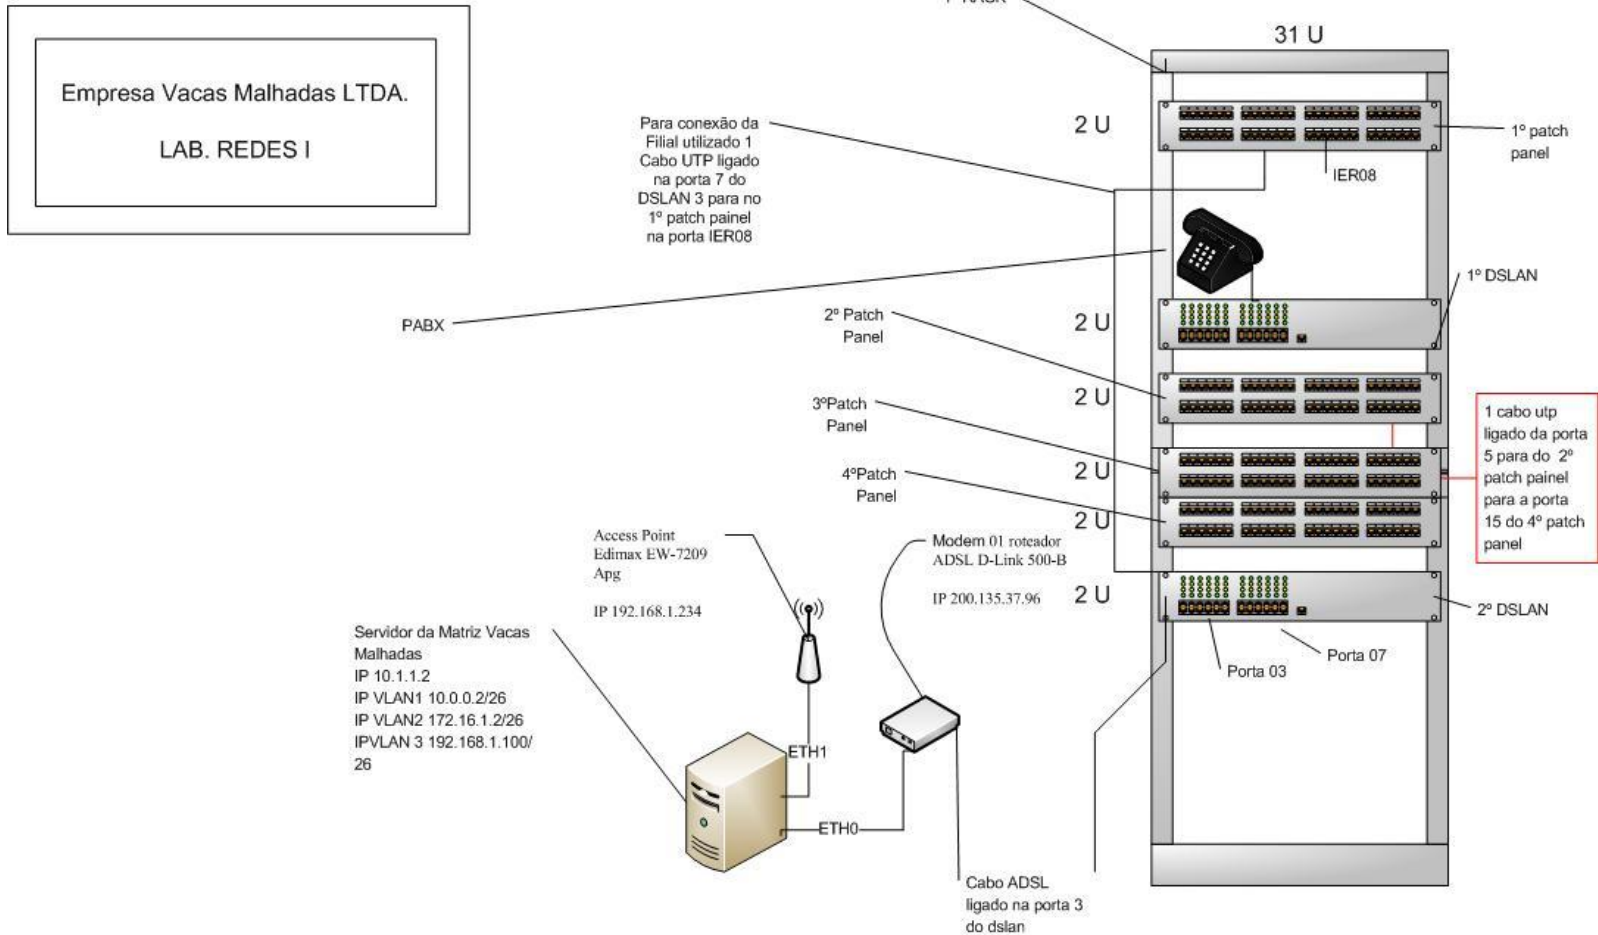 Empresa Vacas Malhadas LTDA.
LAB. REDES I
31 U
2 U
1º patch
panel
IER08
Para conexão da
Filial utilizado 1
Cabo UTP ligado
na porta 7 do
DSLAN 3 para no
1º patch painel
na porta IER08
PABX
1º DSLAN
2º Patch
Panel
2 U
2 U
3ºPatch
Panel
2 U
4ºPatch
Panel
2 U
1 cabo utp
ligado da porta
5 para do 2º
patch painel
para a porta
15 do 4º patch
panel
Access Point
Edimax EW-7209
Apg
IP 192.168.1.234
Modem 01 roteador
ADSL D-Link 500-B
IP 200.135.37.96
2 U
2º DSLAN
Porta 03
Porta 07
Servidor da Matriz Vacas
Malhadas
IP 10.1.1.2
IP VLAN1 10.0.0.2/26
IP VLAN2 172.16.1.2/26
IPVLAN 3 192.168.1.100/
26
ETH1
ETH0
Cabo ADSL
ligado na porta 3
do dslan